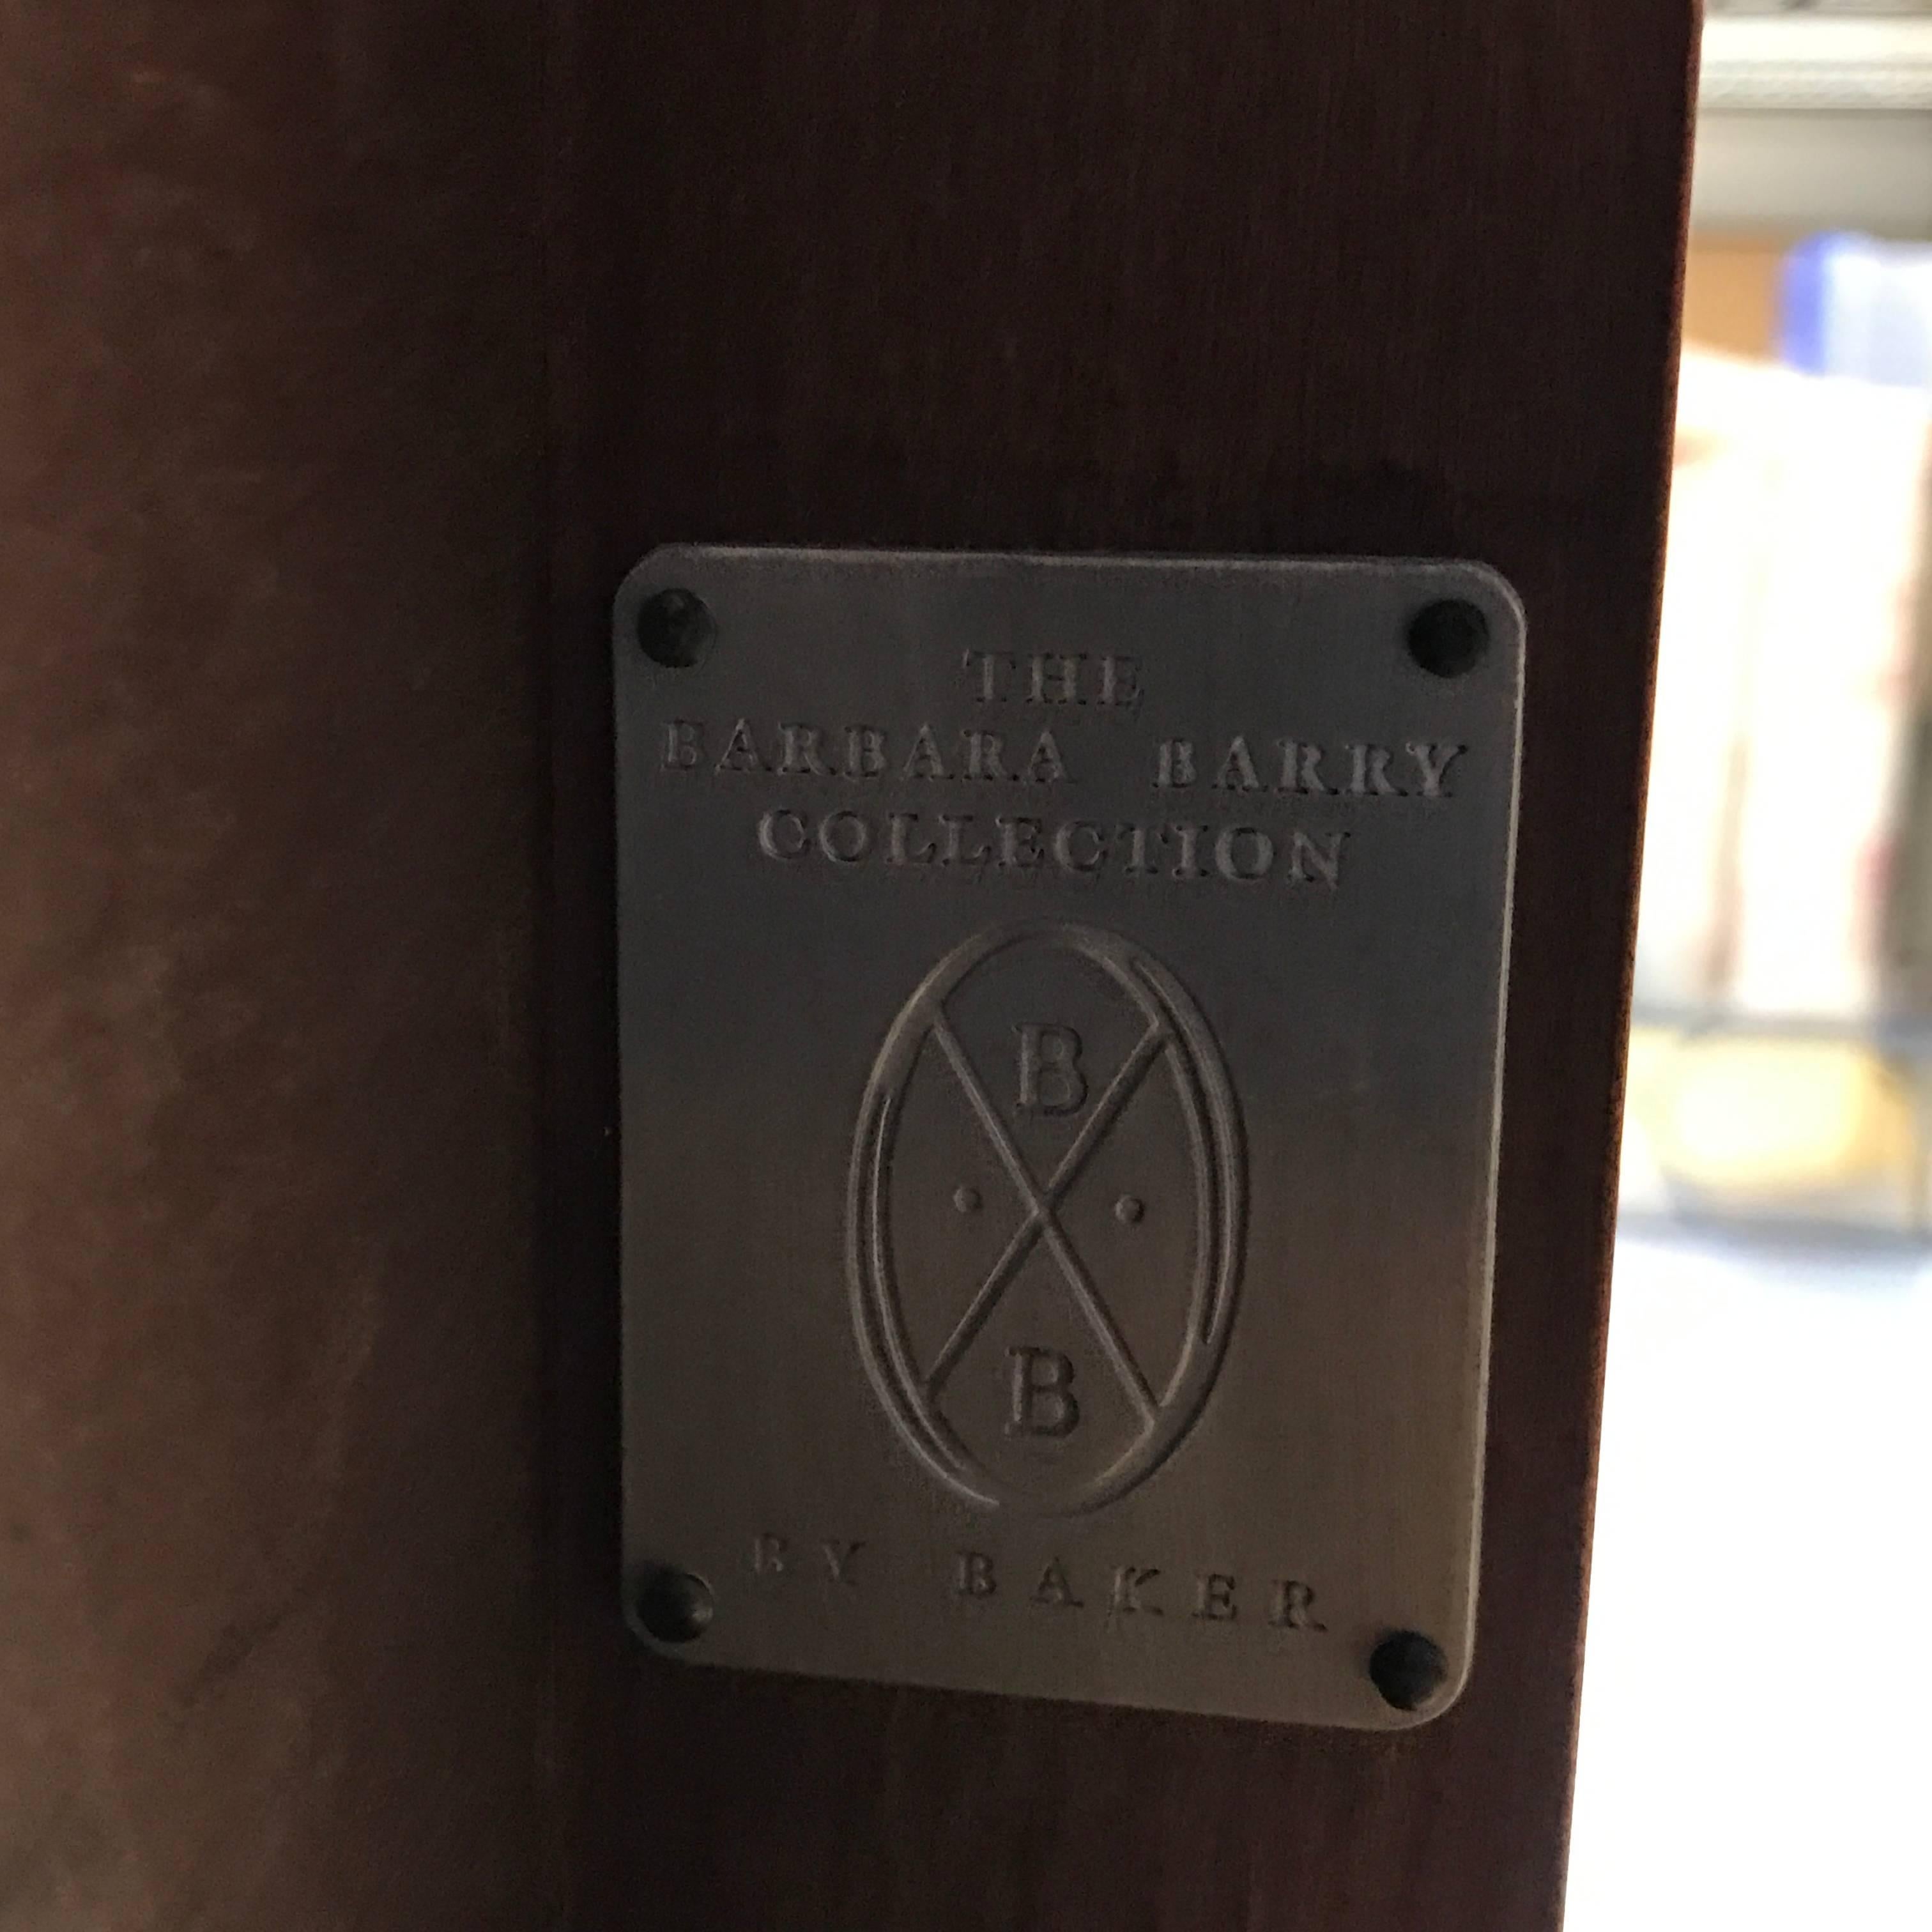 THE
BARBARA BARRY
COLLECTION
B
B
BY BAKER